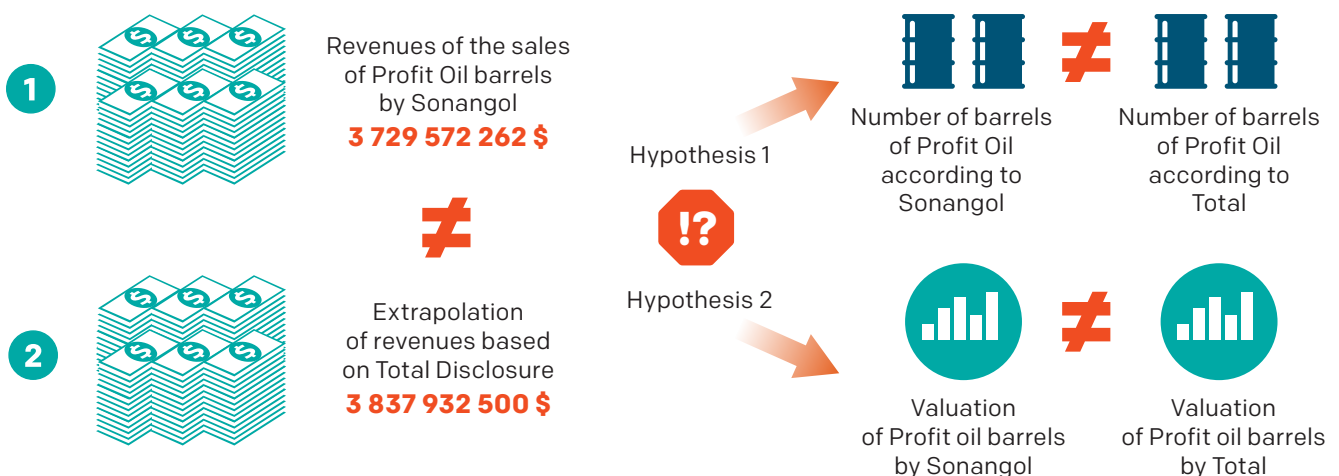 1
Revenues of the sales
of Profit Oil barrels
by Sonangol
3 729 572 262 $
≠
2
Extrapolation
of revenues based
on Total Disclosure
3 837 932 500 $
Hypothesis 1
!?
Hypothesis 2
≠
Number of barrels
of Profit Oil
according to
Sonangol
Number of barrels
of Profit Oil
according to
Total
≠
Valuation
of Profit oil barrels
by Sonangol
Valuation
of Profit oil barrels
by Total